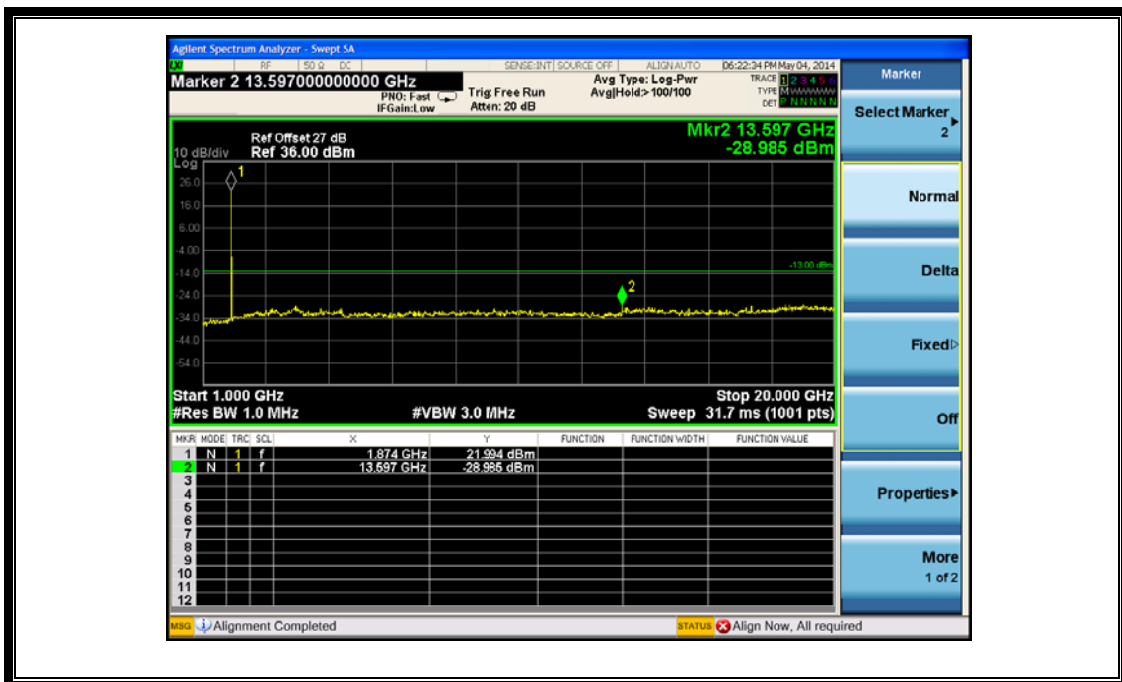 Agilent Spectrum Analyzer - Swept SA
LXI RF 50 Ω DC SENSE:INT SOURCE OFF ALIGN AUTO 06:22:34 PM May 04, 2014
Marker 2 13.597000000000 GHz
PNO: Fast
IFGain:Low
Trig: Free Run
Atten: 20 dB
Avg Type: Log-Pwr
Avg|Hold:> 100/100
TRACE 1 2 3 4 5 6
TYPE M WWWWW
DET P N N N N N
Mkr2 13.597 GHz
-28.985 dBm
Ref Offset 27 dB
10 dB/div Ref 36.00 dBm
Log
26.0
16.0
6.00
-4.00
-14.0
-24.0
-34.0
-44.0
-54.0
1
-13.00 dBm
2
Start 1.000 GHz Stop 20.000 GHz
#Res BW 1.0 MHz #VBW 3.0 MHz Sweep 31.7 ms (1001 pts)
MKR MODE TRC SCL X Y FUNCTION FUNCTION WIDTH FUNCTION VALUE
1 N 1 f 1.874 GHz 21.994 dBm
2 N 1 f 13.597 GHz -28.985 dBm
3
4
5
6
7
8
9
10
11
12
MSG Alignment Completed STATUS Align Now, All required
Marker
Select Marker
2
Normal
Delta
Fixed
Off
Properties
More
1 of 2